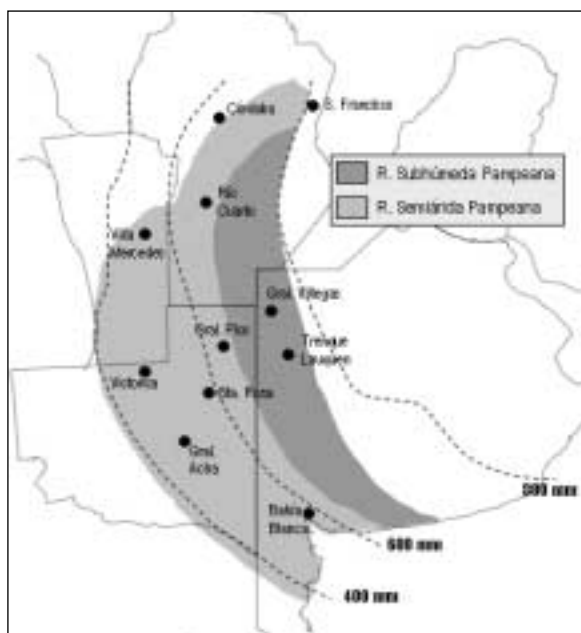 Córdoba
S. Francisco
R. Subhúmeda Pampeana
R. Semiárida Pampeana
Río
Cuarto
Villa
Mercedes
Gral. Villegas
Gral. Pico
Trenque
Lauquen
Victorica
Sta. Rosa
Gral.
Acha
Bahía
Blanca
800 mm
600 mm
400 mm